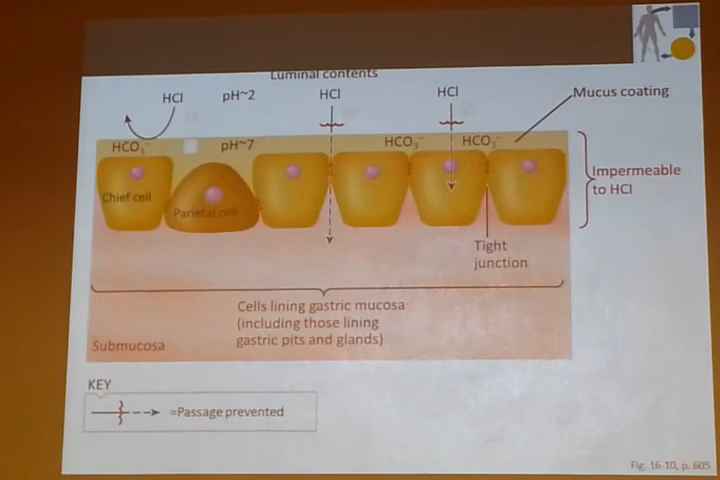 Luminal contents
HCl
pH~2
HCl
HCl
Mucus coating
HCO3⁻
pH~7
HCO3⁻
HCO3⁻
Impermeable
to HCl
Chief cell
Parietal cell
Tight
junction
Cells lining gastric mucosa
(including those lining
gastric pits and glands)
Submucosa
KEY
=Passage prevented
Fig. 16-10, p. 605